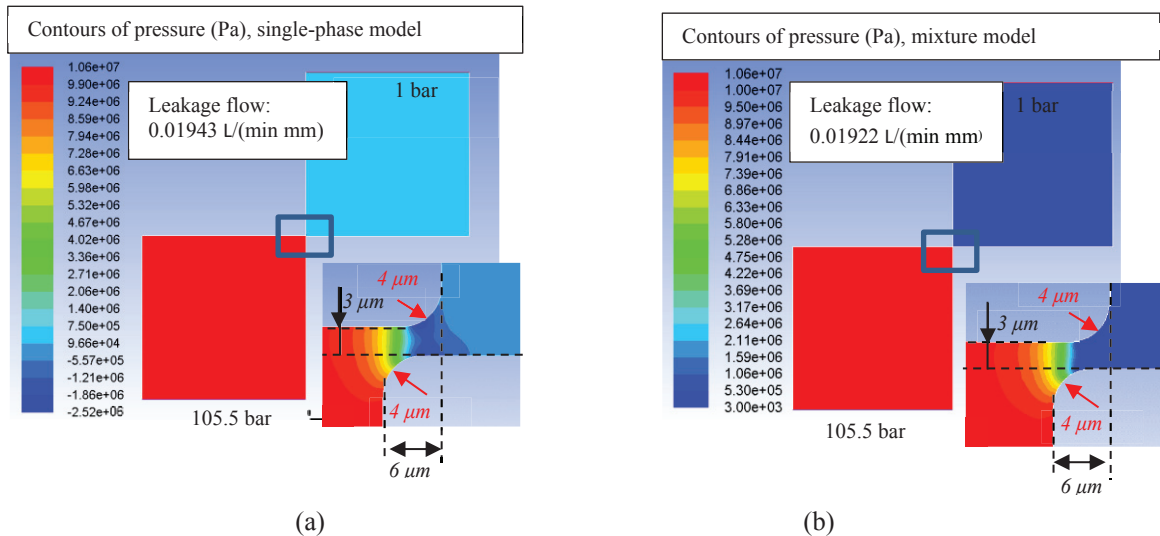 Contours of pressure (Pa), single-phase model
1.06e+07
9.90e+06
9.24e+06
8.59e+06
7.94e+06
7.28e+06
6.63e+06
5.98e+06
5.32e+06
4.67e+06
4.02e+06
3.36e+06
2.71e+06
2.06e+06
1.40e+06
7.50e+05
9.66e+04
-5.57e+05
-1.21e+06
-1.86e+06
-2.52e+06
Leakage flow:
0.01943 L/(min mm)
1 bar
105.5 bar
4 μm
3 μm
4 μm
6 μm
(a)
Contours of pressure (Pa), mixture model
1.06e+07
1.00e+07
9.50e+06
8.97e+06
8.44e+06
7.91e+06
7.39e+06
6.86e+06
6.33e+06
5.80e+06
5.28e+06
4.75e+06
4.22e+06
3.69e+06
3.17e+06
2.64e+06
2.11e+06
1.59e+06
1.06e+06
5.30e+05
3.00e+03
Leakage flow:
0.01922 L/(min mm)
1 bar
105.5 bar
4 μm
3 μm
4 μm
6 μm
(b)